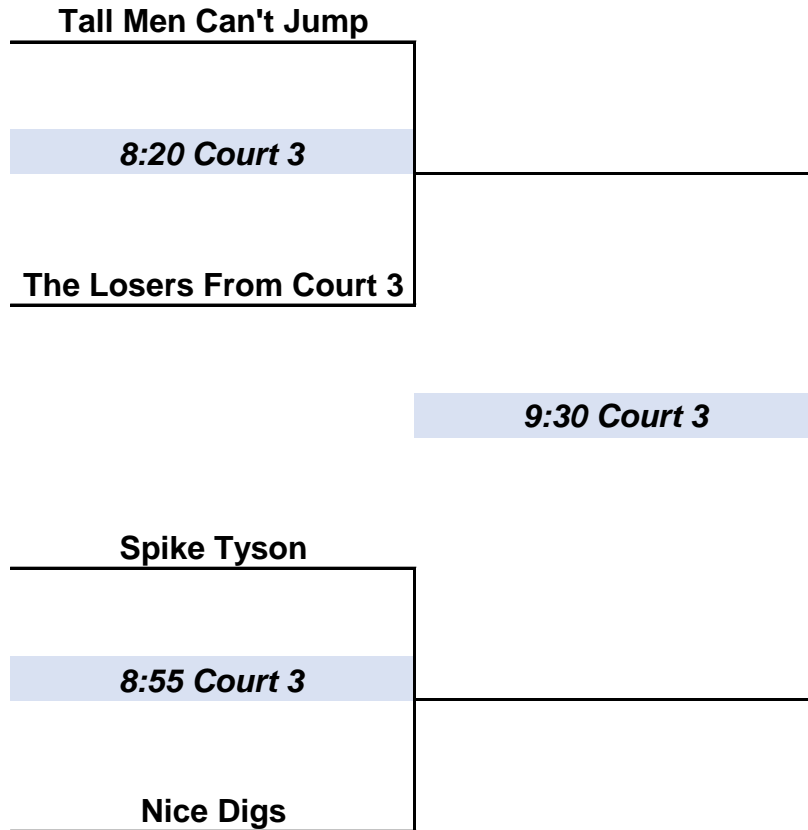 Tall Men Can't Jump
8:20 Court 3
The Losers From Court 3
9:30 Court 3
Spike Tyson
8:55 Court 3
Nice Digs